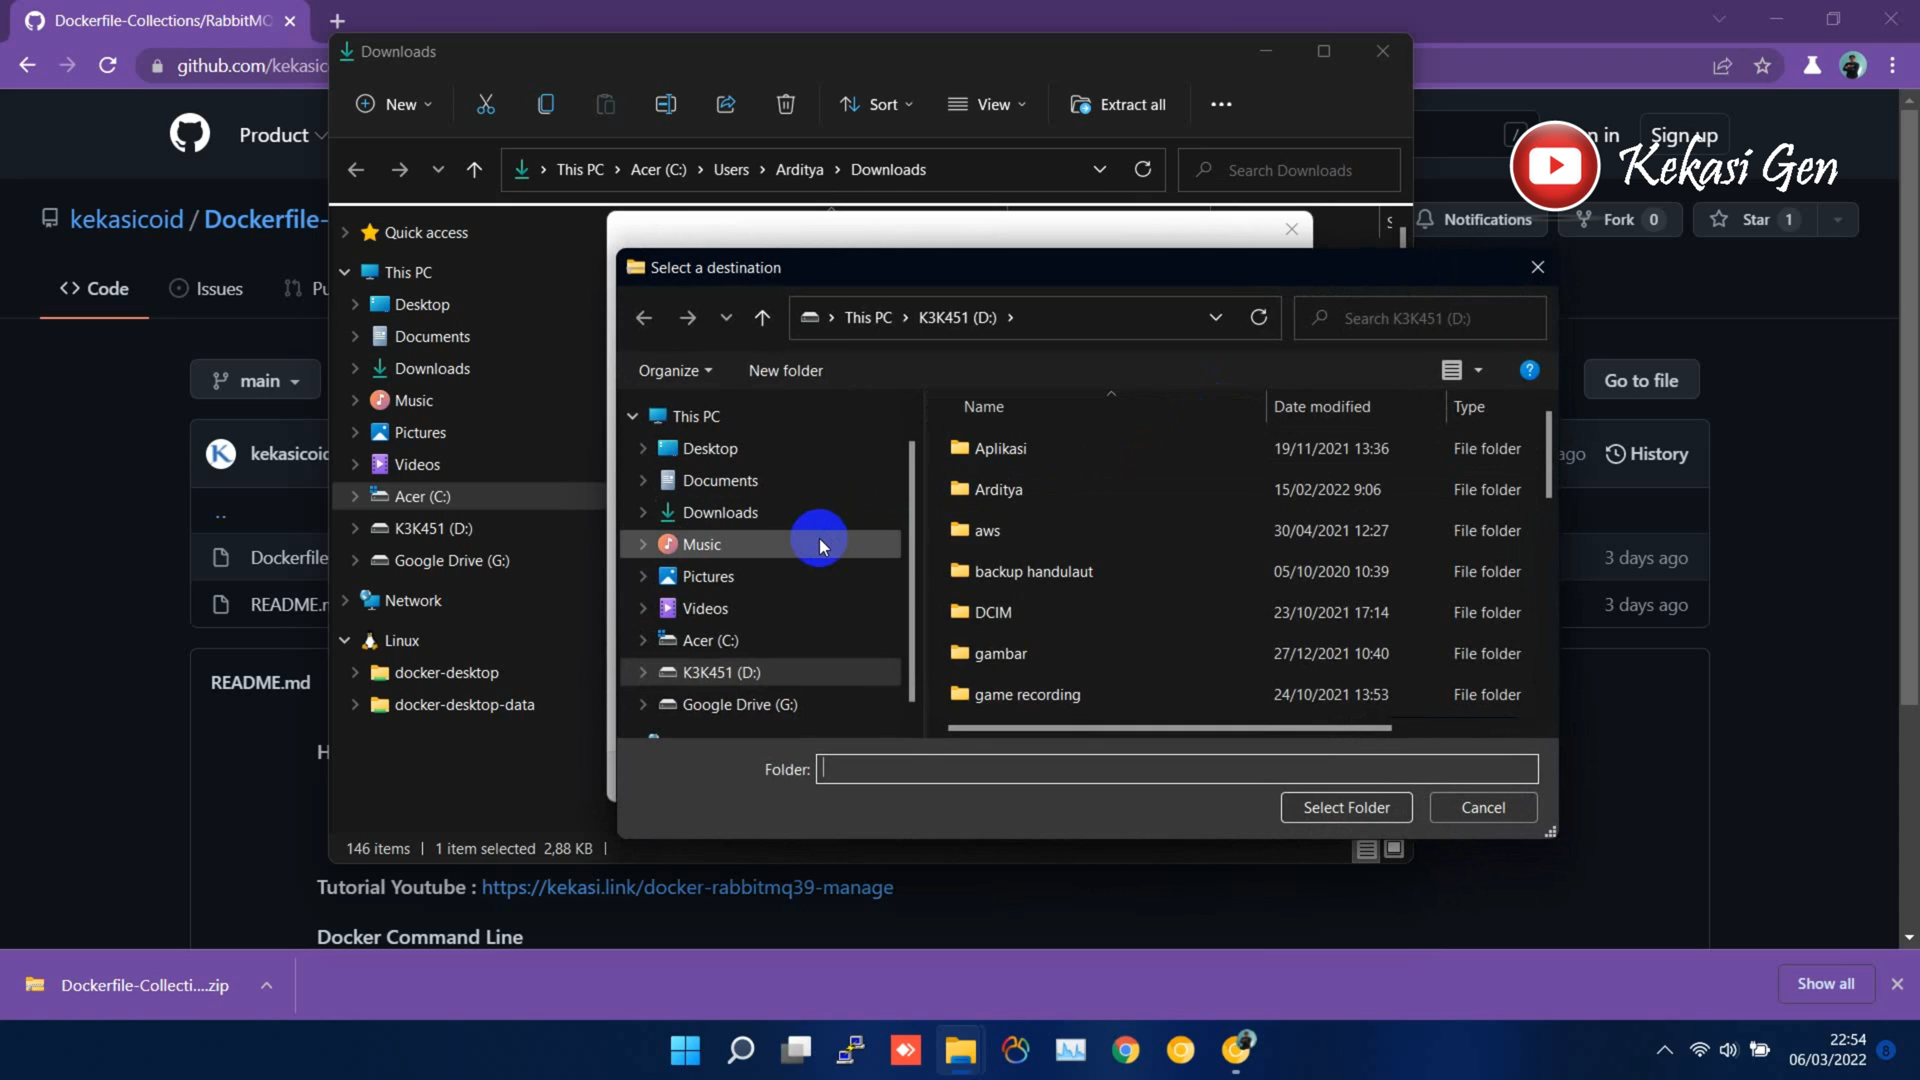 Dockerfile-Collections/RabbitMQ
github.com/kekasico
Downloads
New
Sort
View
Extract all
This PC > Acer (C:) > Users > Arditya > Downloads
Search Downloads
Product
in
Sign up
Kekasi Gen
kekasicoid / Dockerfile-
Notifications
Fork 0
Star 1
Code
Issues
Main
main
Go to file
kekasicoid
ago
History
..
Dockerfile
3 days ago
README.r
3 days ago
README.md
H
Quick access
This PC
Desktop
Documents
Downloads
Music
Pictures
Videos
Acer (C:)
K3K451 (D:)
Google Drive (G:)
Network
Linux
docker-desktop
docker-desktop-data
146 items | 1 item selected 2,88 KB |
Select a destination
This PC > K3K451 (D:) >
Search K3K451 (D:)
Organize
New folder
?
This PC
Desktop
Documents
Downloads
Music
Pictures
Videos
Acer (C:)
K3K451 (D:)
Google Drive (G:)
Name Date modified Type
Aplikasi 19/11/2021 13:36 File folder
Arditya 15/02/2022 9:06 File folder
aws 30/04/2021 12:27 File folder
backup handulaut 05/10/2020 10:39 File folder
DCIM 23/10/2021 17:14 File folder
gambar 27/12/2021 10:40 File folder
game recording 24/10/2021 13:53 File folder
Folder:
Select Folder
Cancel
Tutorial Youtube : https://kekasi.link/docker-rabbitmq39-manage
Docker Command Line
Dockerfile-Collecti....zip
Show all
22:54
06/03/2022
8